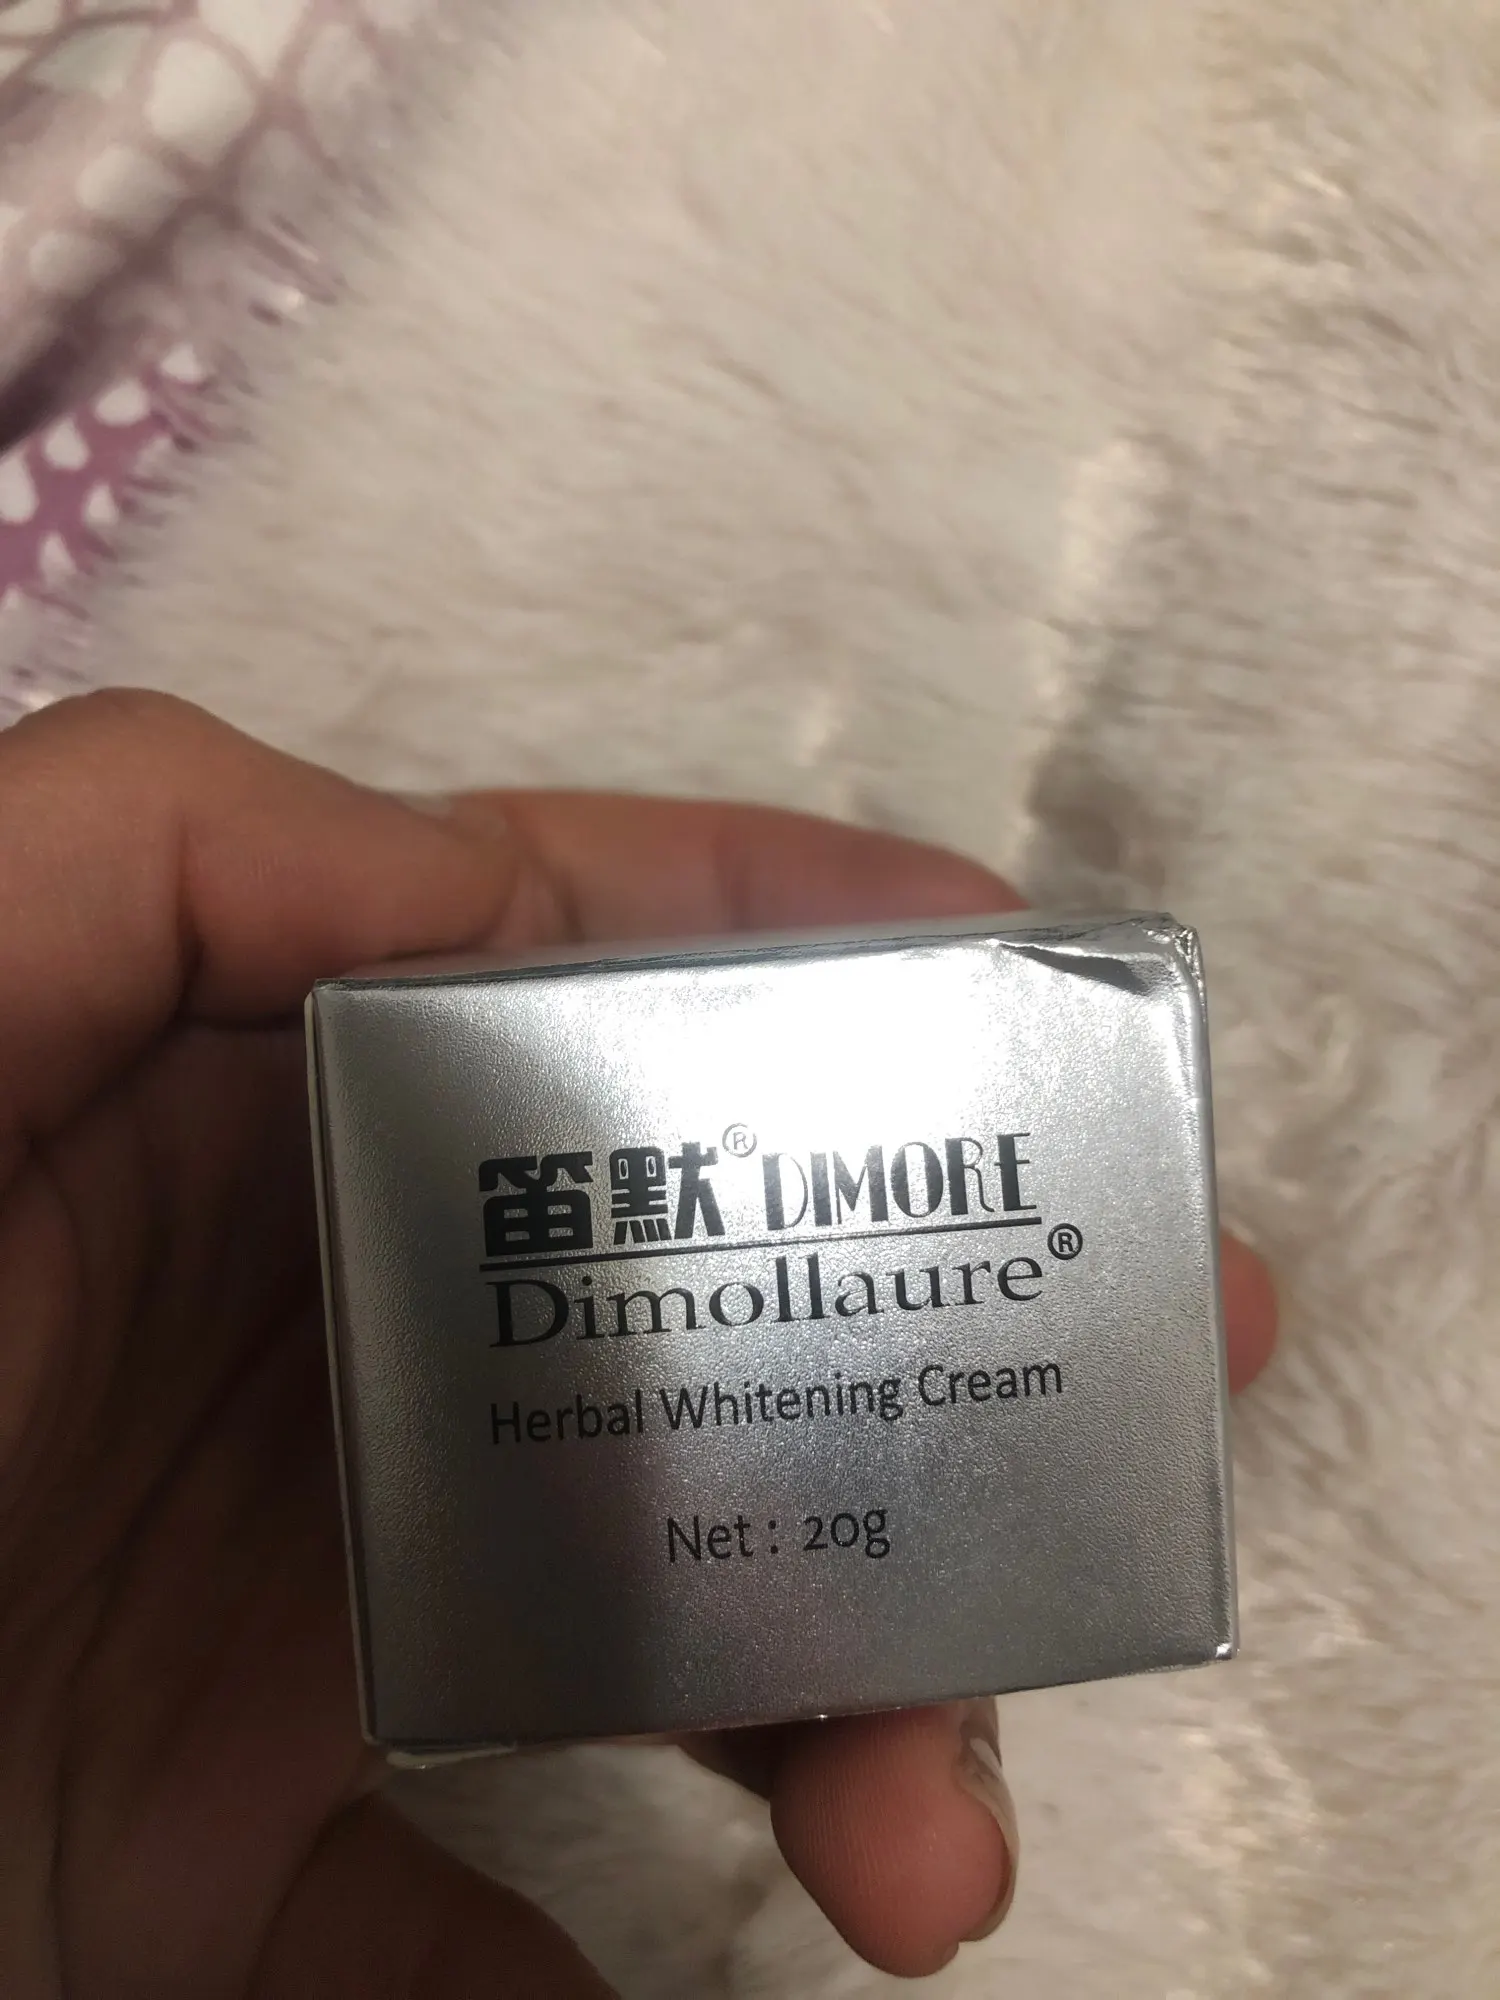 笛默® DIMORE
Dimollaure®
Herbal Whitening Cream
Net : 20g